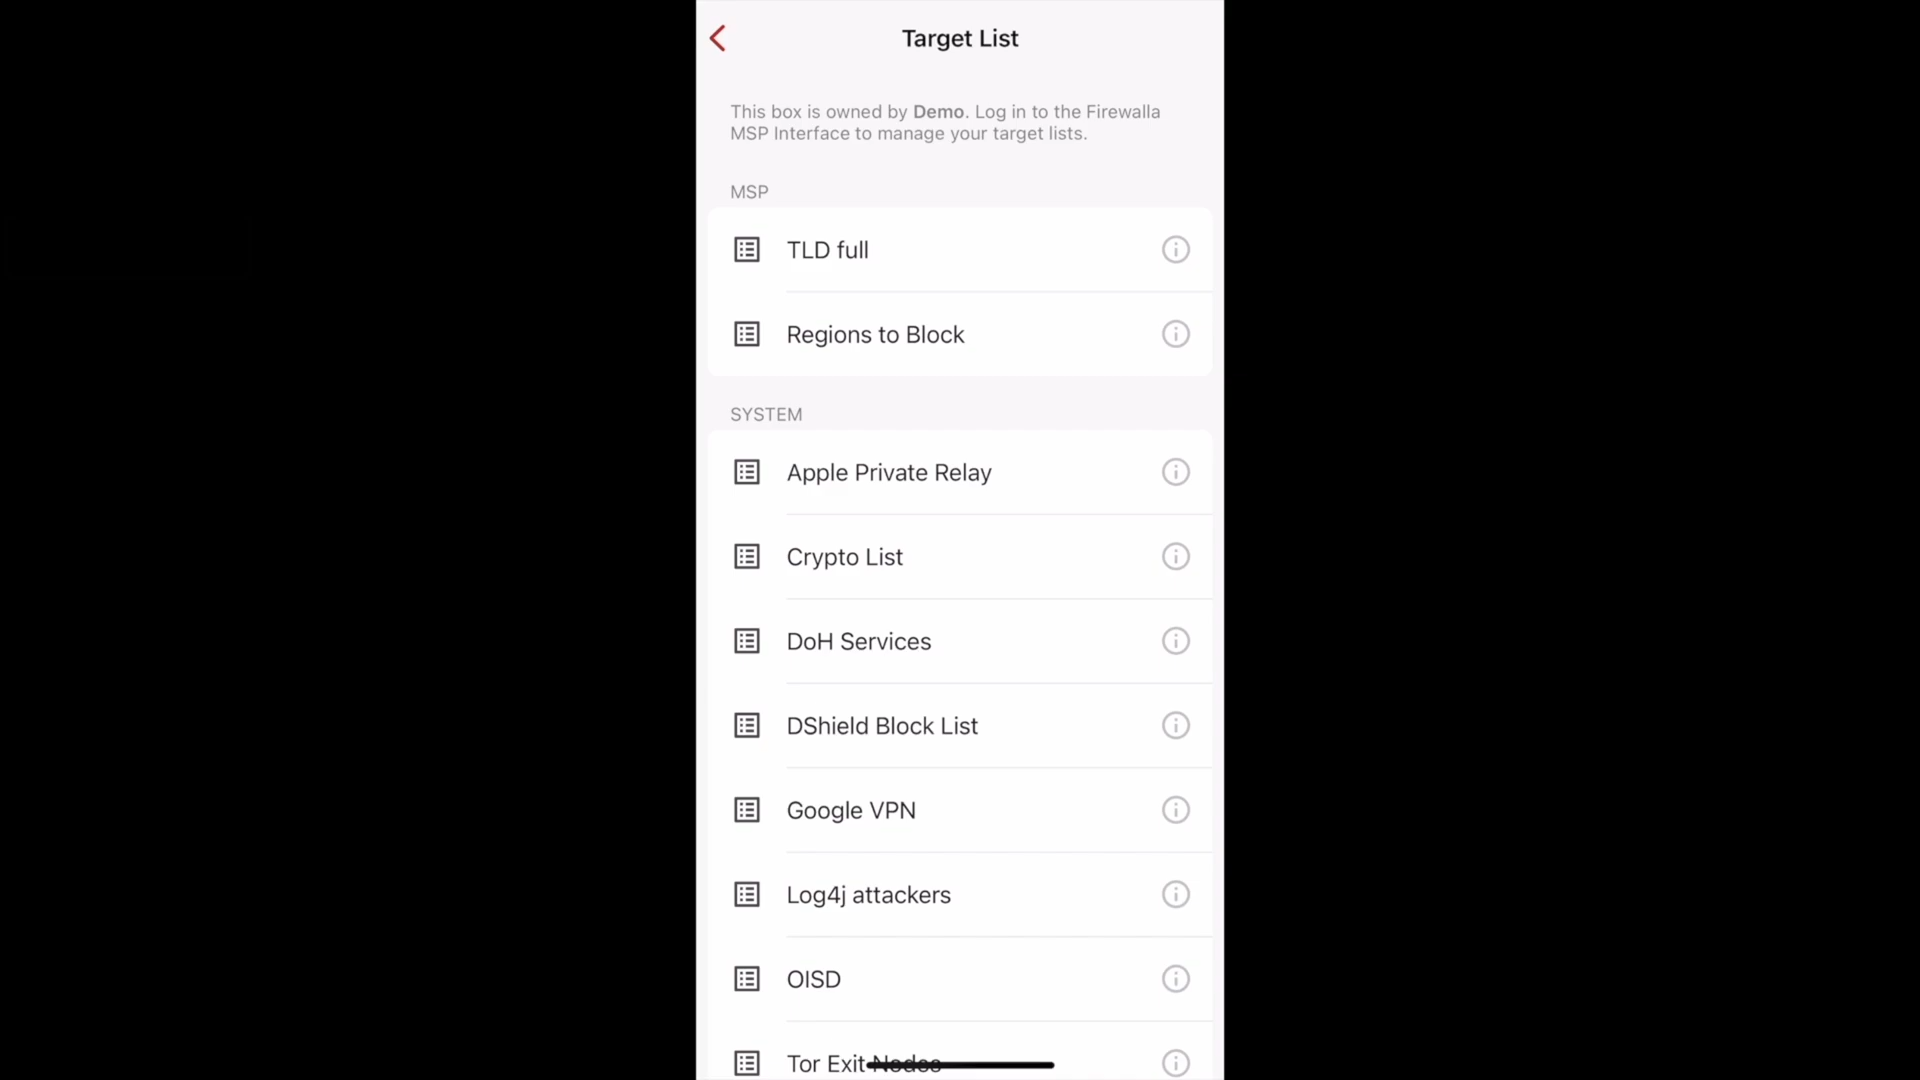 Target List
This box is owned by Demo. Log in to the Firewalla
MSP Interface to manage your target lists.
MSP
TLD full
Regions to Block
SYSTEM
Apple Private Relay
Crypto List
DoH Services
DShield Block List
Google VPN
Log4j attackers
OISD
Tor Exit Nodes